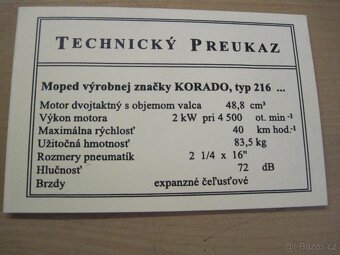 TECHNICKÝ PREUKAZ
Moped výrobnej značky KORADO, typ 216 ...
Motor dvojtaktný s objemom valca 48,8 cm³
Výkon motora 2 kW pri 4 500 ot. min⁻¹
Maximálna rýchlosť 40 km hod.⁻¹
Užitočná hmotnosť 83,5 kg
Rozmery pneumatík 2 1/4 x 16"
Hlučnosť 72 dB
Brzdy expanzné čeľusťové
Bazos.cz